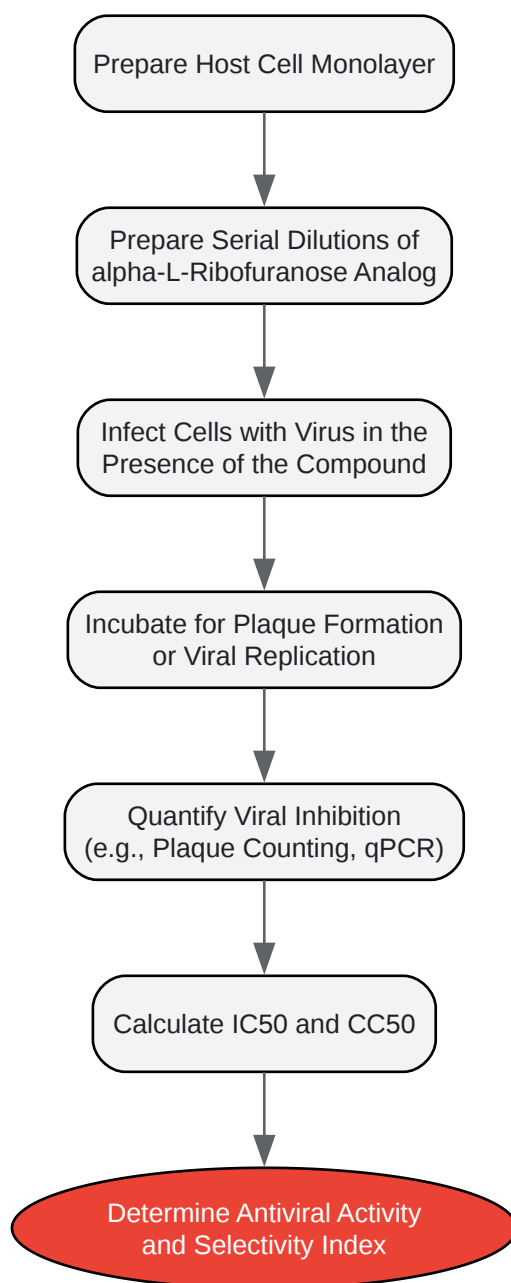 Prepare Host Cell Monolayer
Prepare Serial Dilutions of
alpha-L-Ribofuranose Analog
Infect Cells with Virus in the
Presence of the Compound
Incubate for Plaque Formation
or Viral Replication
Quantify Viral Inhibition
(e.g., Plaque Counting, qPCR)
Calculate IC50 and CC50
Determine Antiviral Activity
and Selectivity Index